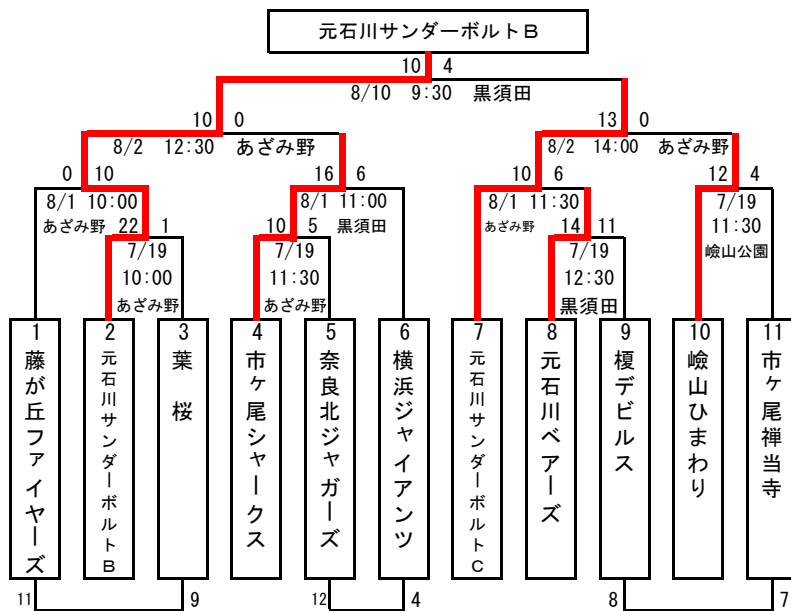 元石川サンダーボルトB
10 4
8/10 9:30 黒須田
10 0
8/2 12:30 あざみ野
13 0
8/2 14:00 あざみ野
0 10
8/1 10:00
あざみ野
16 6
8/1 11:00
黒須田
10 6
8/1 11:30
あざみ野
12 4
7/19
11:30
嶮山公園
22 1
7/19
10:00
あざみ野
10 5
7/19
11:30
あざみ野
14 11
7/19
12:30
黒須田
1
藤が丘ファイヤーズ
2
元石川サンダーボルトB
3
葉桜
4
市ヶ尾シャークス
5
奈良北ジャガーズ
6
横浜ジャイアンツ
7
元石川サンダーボルトC
8
元石川ベアーズ
9
榎デビルス
10
嶮山ひまわり
11
市ヶ尾禅当寺
11 9
12 4
8 7